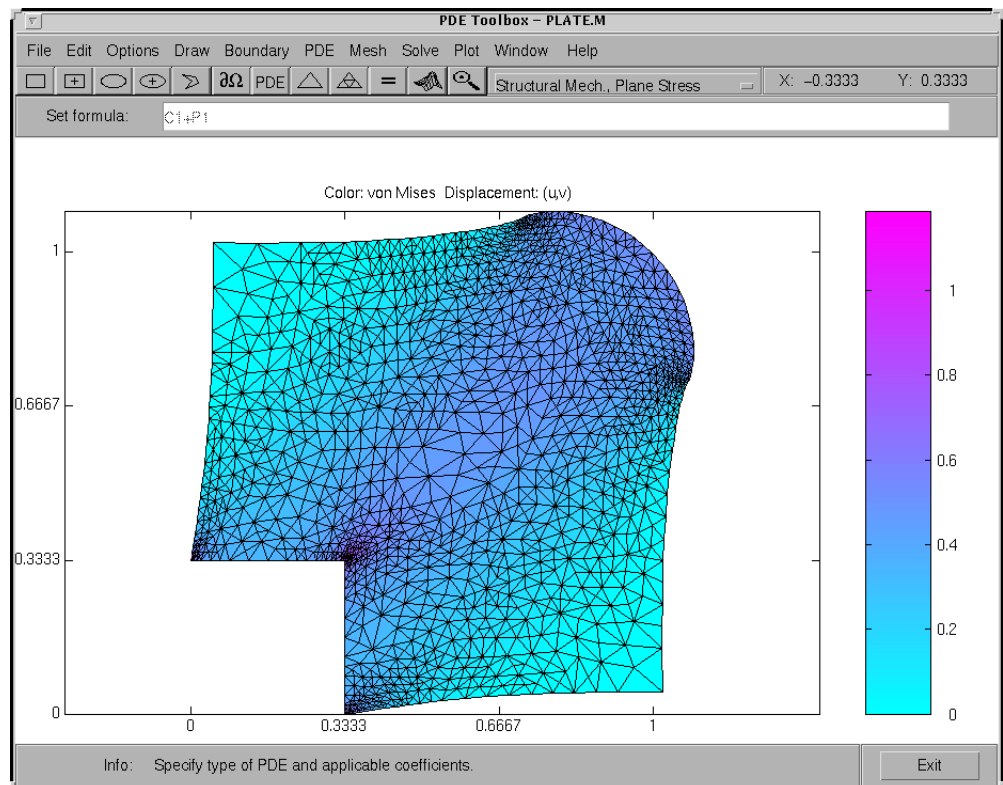 PDE Toolbox – PLATE.M
File Edit Options Draw Boundary PDE Mesh Solve Plot Window Help
∂Ω PDE = Structural Mech., Plane Stress X: -0.3333 Y: 0.3333
Set formula: C1+P1
Color: von Mises Displacement: (u,v)
1
0.6667
0.3333
0
0 0.3333 0.6667 1
1
0.8
0.6
0.4
0.2
0
Info: Specify type of PDE and applicable coefficients. Exit